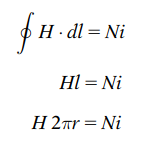 ∮ H · dl = Ni
Hl = Ni
H 2πr = Ni